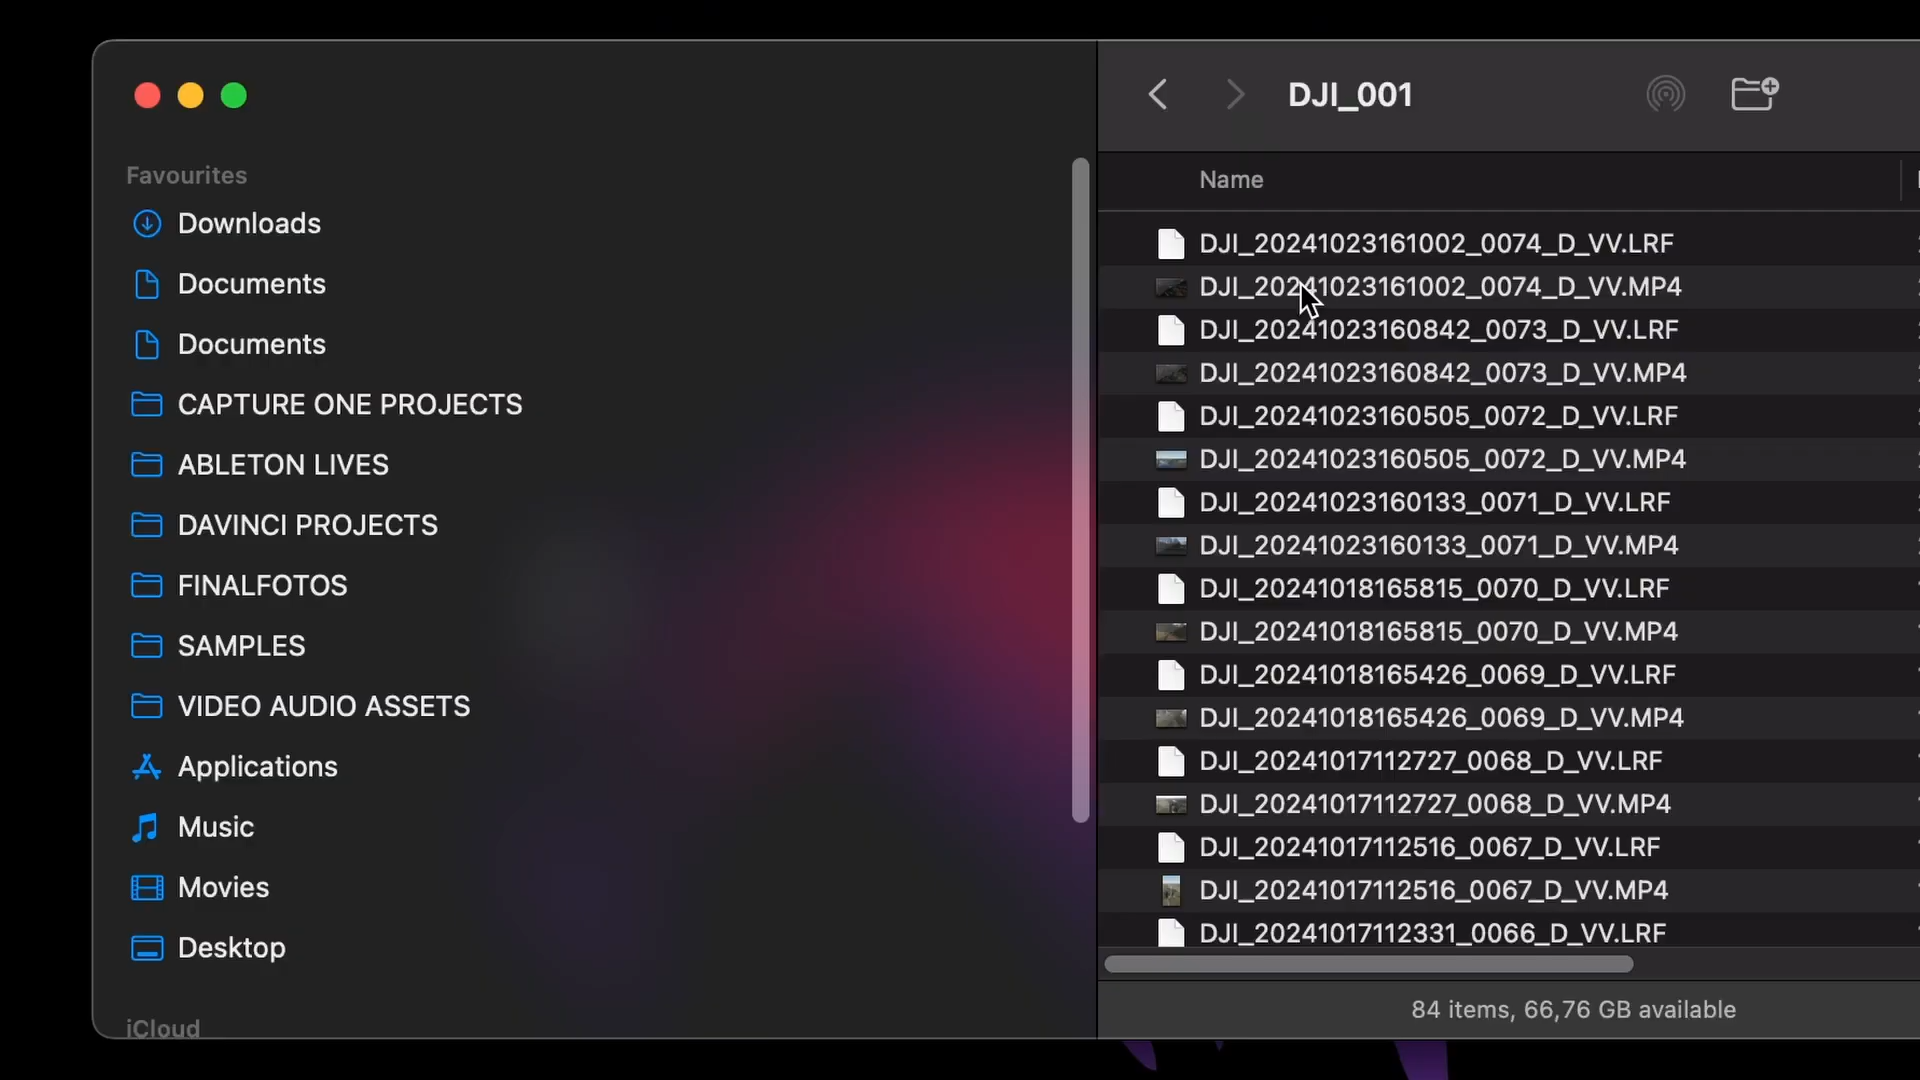 DJI_001
Favourites
Downloads
Documents
Documents
CAPTURE ONE PROJECTS
ABLETON LIVES
DAVINCI PROJECTS
FINALFOTOS
SAMPLES
VIDEO AUDIO ASSETS
Applications
Music
Movies
Desktop
iCloud
Name
DJI_20241023161002_0074_D_VV.LRF
DJI_20241023161002_0074_D_VV.MP4
DJI_20241023160842_0073_D_VV.LRF
DJI_20241023160842_0073_D_VV.MP4
DJI_20241023160505_0072_D_VV.LRF
DJI_20241023160505_0072_D_VV.MP4
DJI_20241023160133_0071_D_VV.LRF
DJI_20241023160133_0071_D_VV.MP4
DJI_20241018165815_0070_D_VV.LRF
DJI_20241018165815_0070_D_VV.MP4
DJI_20241018165426_0069_D_VV.LRF
DJI_20241018165426_0069_D_VV.MP4
DJI_20241017112727_0068_D_VV.LRF
DJI_20241017112727_0068_D_VV.MP4
DJI_20241017112516_0067_D_VV.LRF
DJI_20241017112516_0067_D_VV.MP4
DJI_20241017112331_0066_D_VV.LRF
84 items, 66,76 GB available